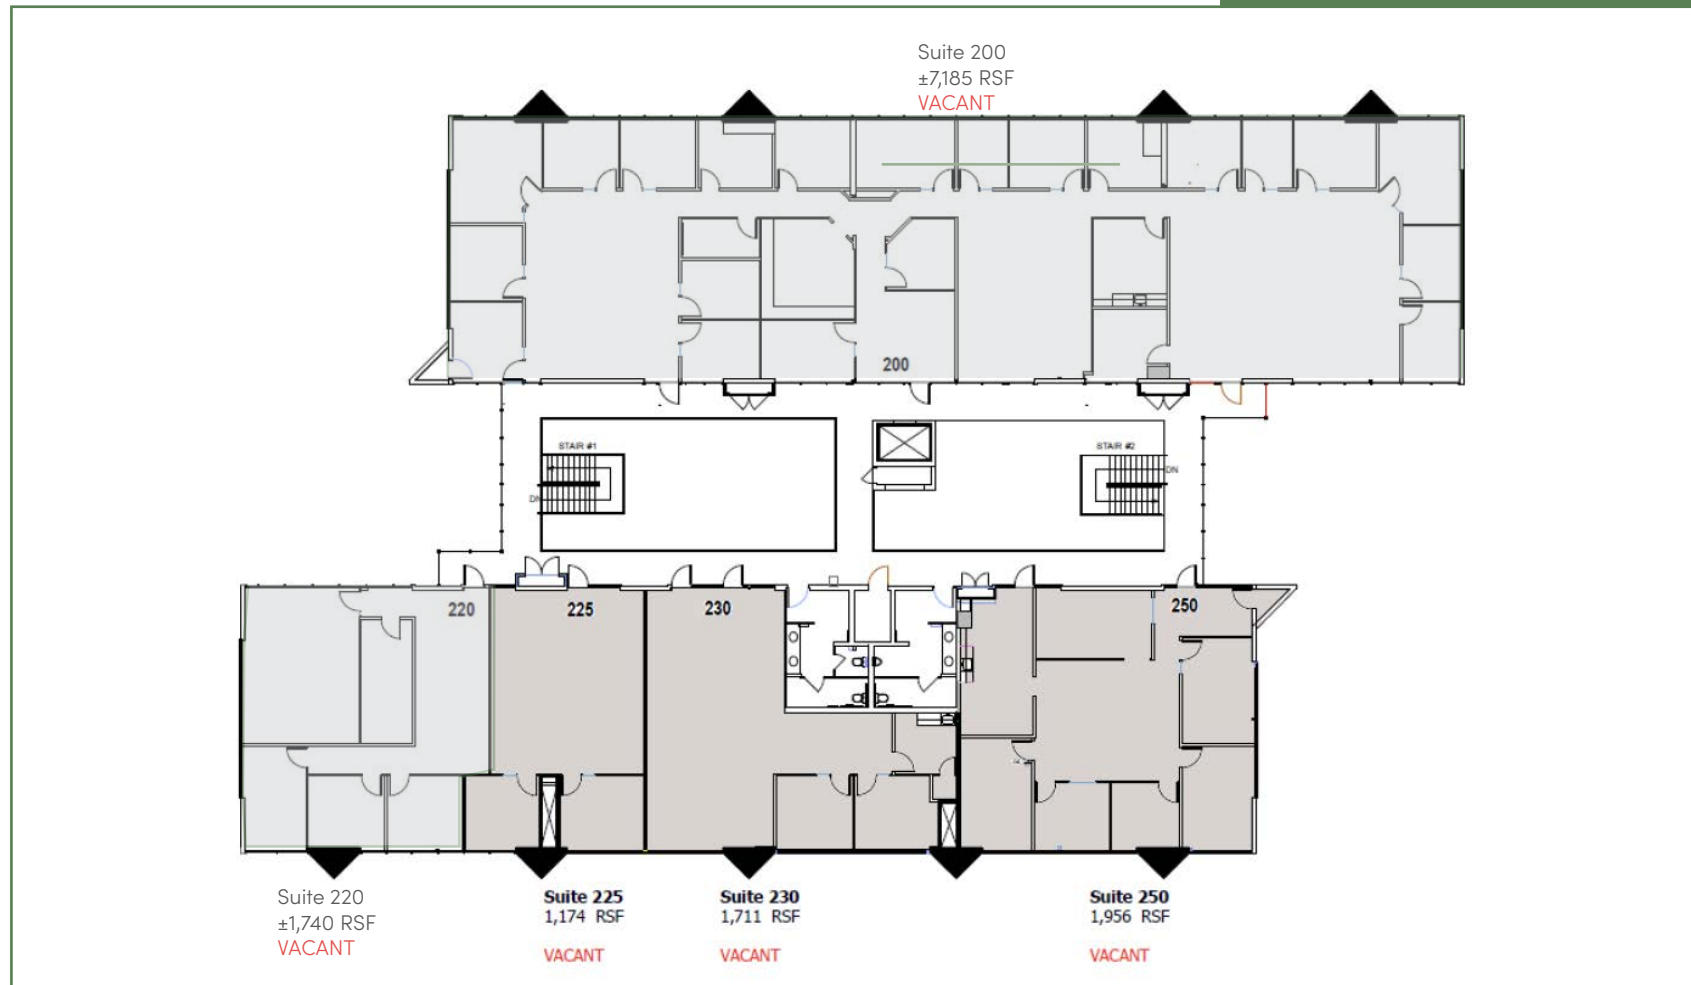 Suite 200
±7,185 RSF
VACANT
200
STAIR #1
DN
STAIR #2
DN
220
225
230
250
Suite 220
±1,740 RSF
VACANT
Suite 225
1,174 RSF
VACANT
Suite 230
1,711 RSF
VACANT
Suite 250
1,956 RSF
VACANT